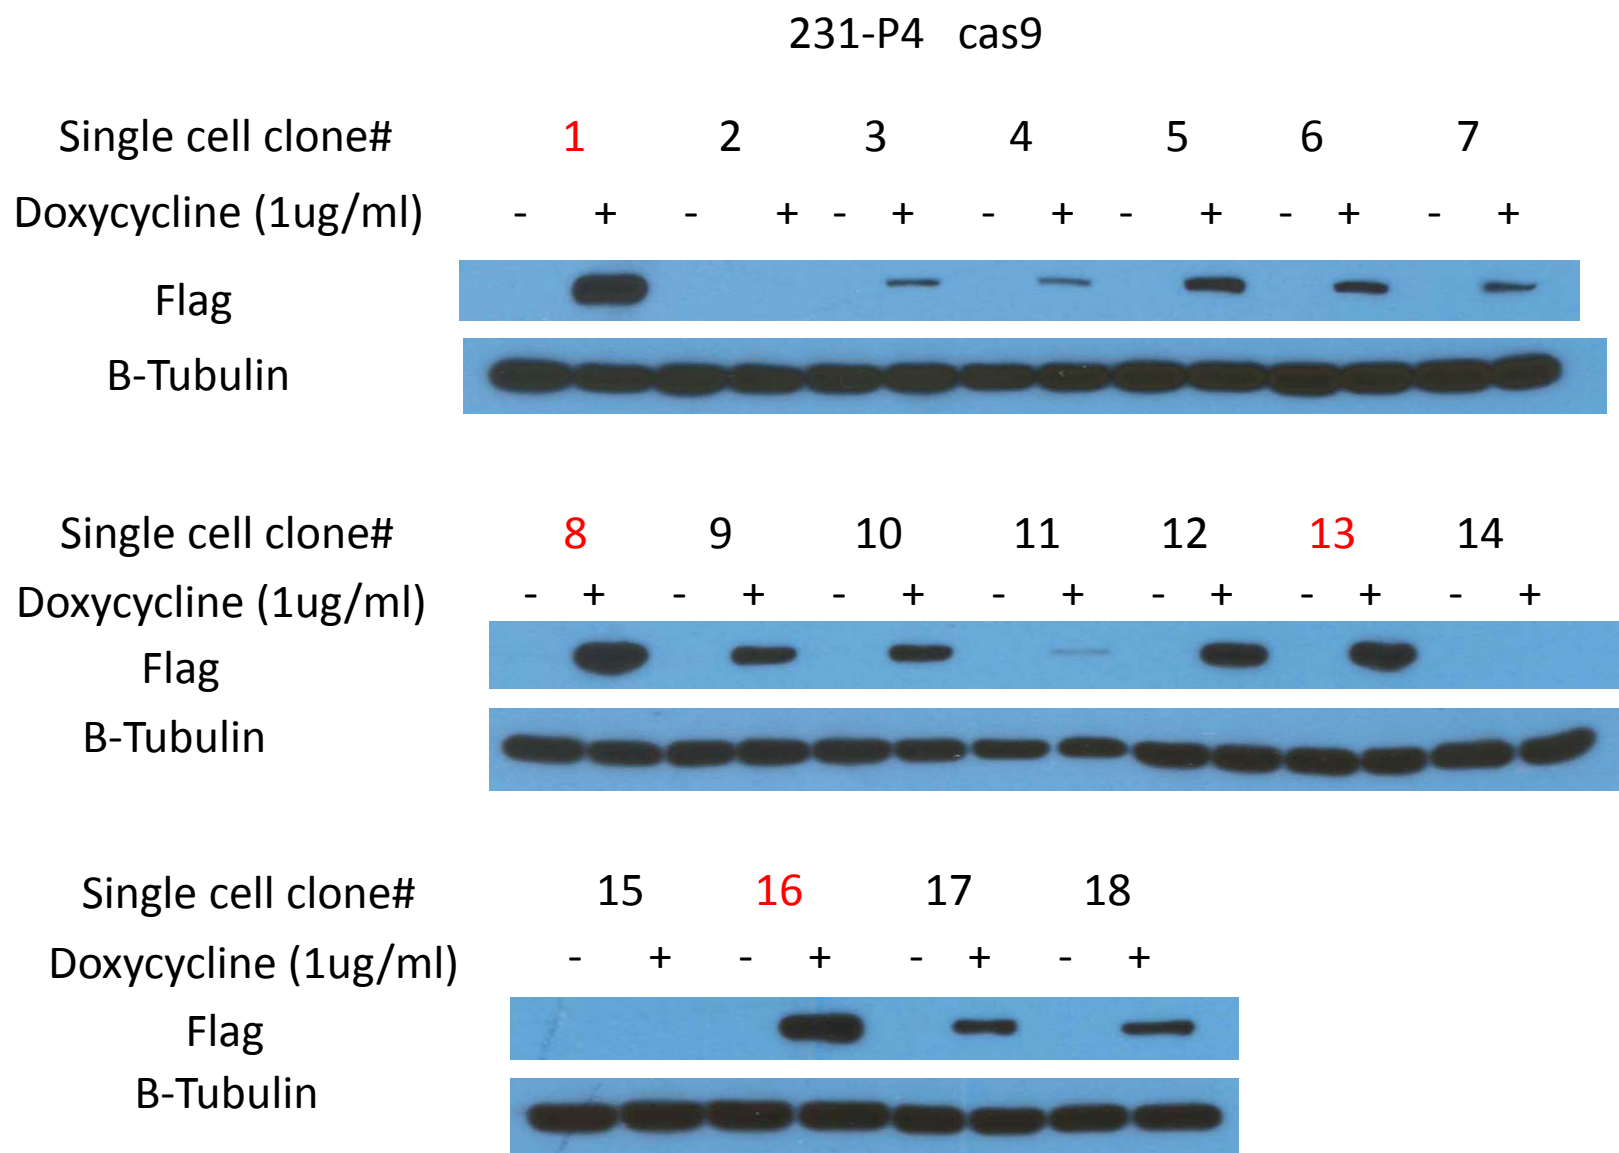 231-P4 cas9
Single cell clone# 1 2 3 4 5 6 7
Doxycycline (1ug/ml) - + - + - + - + - + - + - +
Flag
B-Tubulin
Single cell clone# 8 9 10 11 12 13 14
Doxycycline (1ug/ml) - + - + - + - + - + - + - +
Flag
B-Tubulin
Single cell clone# 15 16 17 18
Doxycycline (1ug/ml) - + - + - + - +
Flag
B-Tubulin